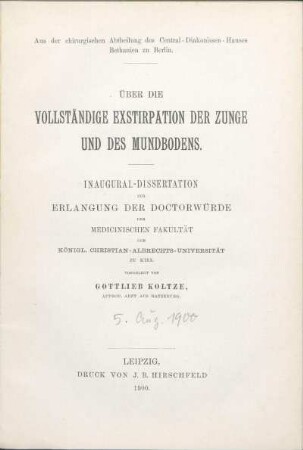 Aus der chirurgischen Abtheilung des Central-Diakonissen-Hauses
Bethanien zu Berlin.
ÜBER DIE
VOLLSTÄNDIGE EXSTIRPATION DER ZUNGE
UND DES MUNDBODENS.
INAUGURAL-DISSERTATION
ZUR
ERLANGUNG DER DOCTORWÜRDE
DER
MEDICINISCHEN FAKULTÄT
DER
KÖNIGL. CHRISTIAN-ALBRECHTS-UNIVERSITÄT
ZU KIEL
VORGELEGT VON
GOTTLIEB KOLTZE,
APPROB. ARZT AUS RATZEBURG.
5. Aug. 1900
LEIPZIG,
DRUCK VON J. B. HIRSCHFELD
1900.